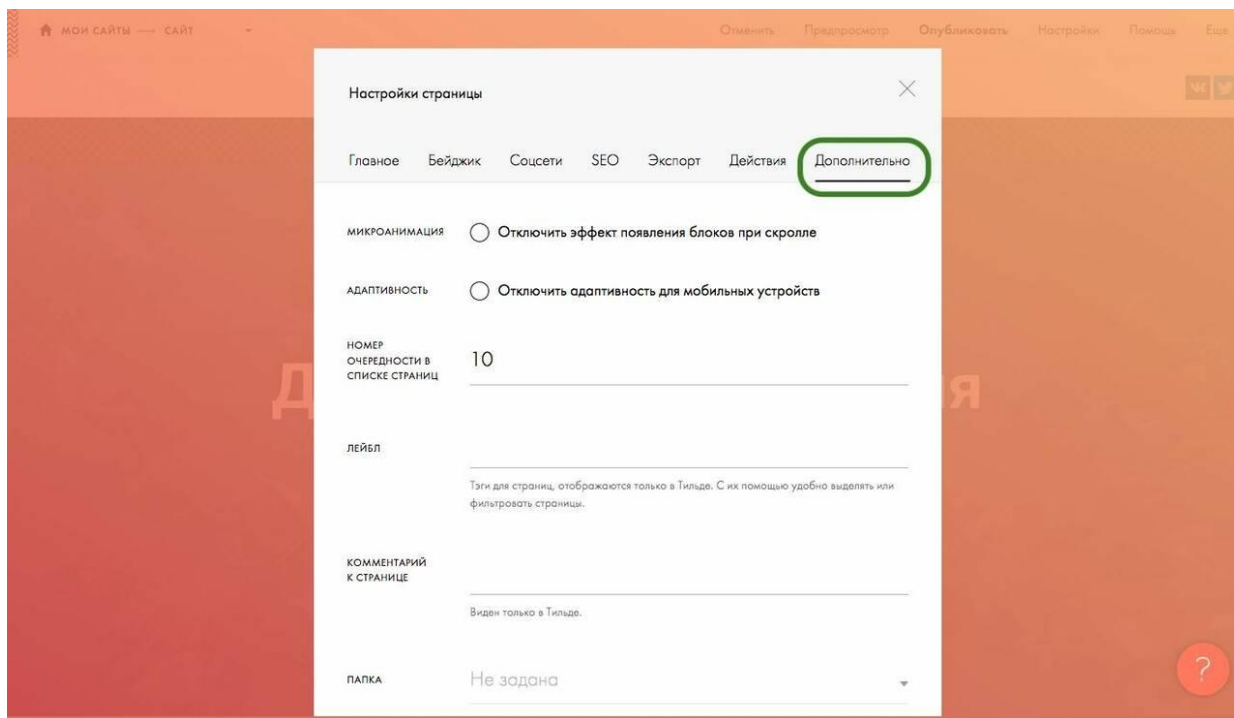 МОИ САЙТЫ — САЙТ
Отменить Предпросмотр Опубликовать Настройки Помощь Еще
Настройки страницы
Главное Бейджик Соцсети SEO Экспорт Действия Дополнительно
МИКРОАНИМАЦИЯ Отключить эффект появления блоков при скролле
АДАПТИВНОСТЬ Отключить адаптивность для мобильных устройств
НОМЕР
ОЧЕРЕДНОСТИ В
СПИСКЕ СТРАНИЦ
10
ЛЕЙБЛ
Тэги для страниц, отображаются только в Тильде. С их помощью удобно выделять или
фильтровать страницы.
КОММЕНТАРИЙ
К СТРАНИЦЕ
Виден только в Тильде.
ПАПКА Не задана
?